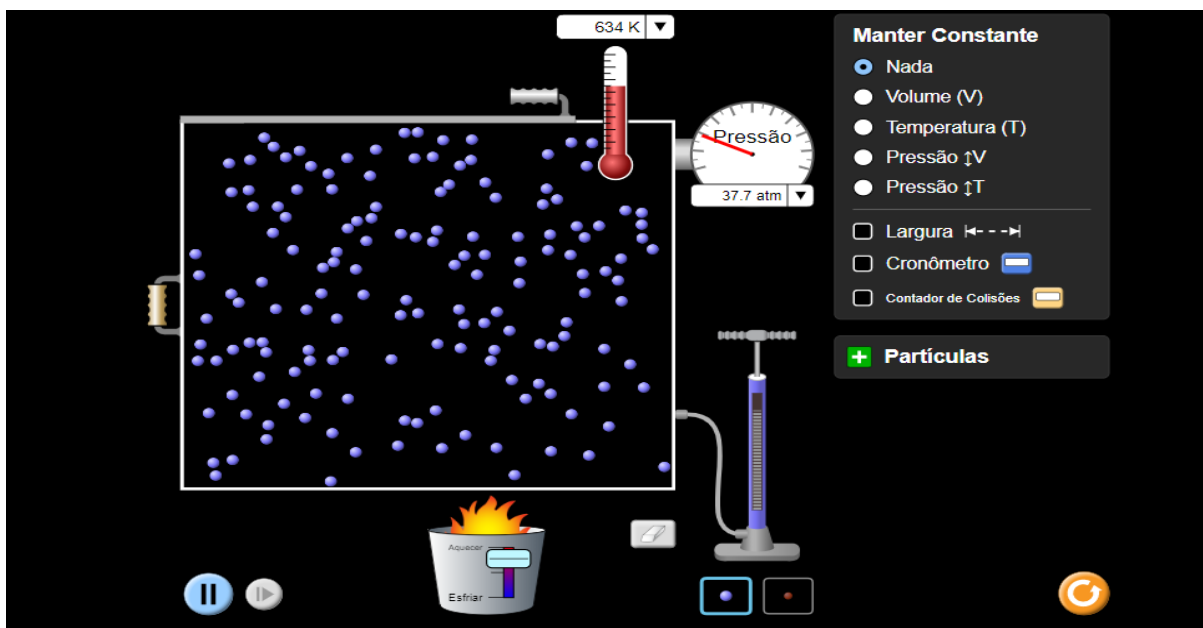 634 K
Pressão
37.7 atm
Manter Constante
Nada
Volume (V)
Temperatura (T)
Pressão ↕V
Pressão ↕T
Largura
Cronômetro
Contador de Colisões
Partículas
Aquecer
Esfriar